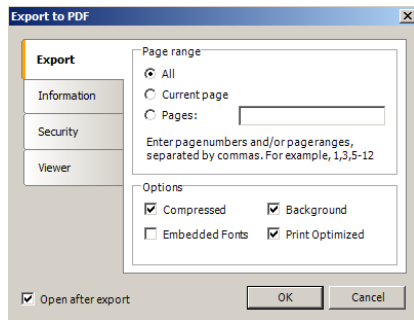 Export to PDF
Export
Information
Security
Viewer
Page range
All
Current page
Pages:
Enter pagenumbers and/or pageranges,
separated by commas. For example, 1,3,5-12
Options
Compressed
Background
Embedded Fonts
Print Optimized
Open after export
OK
Cancel